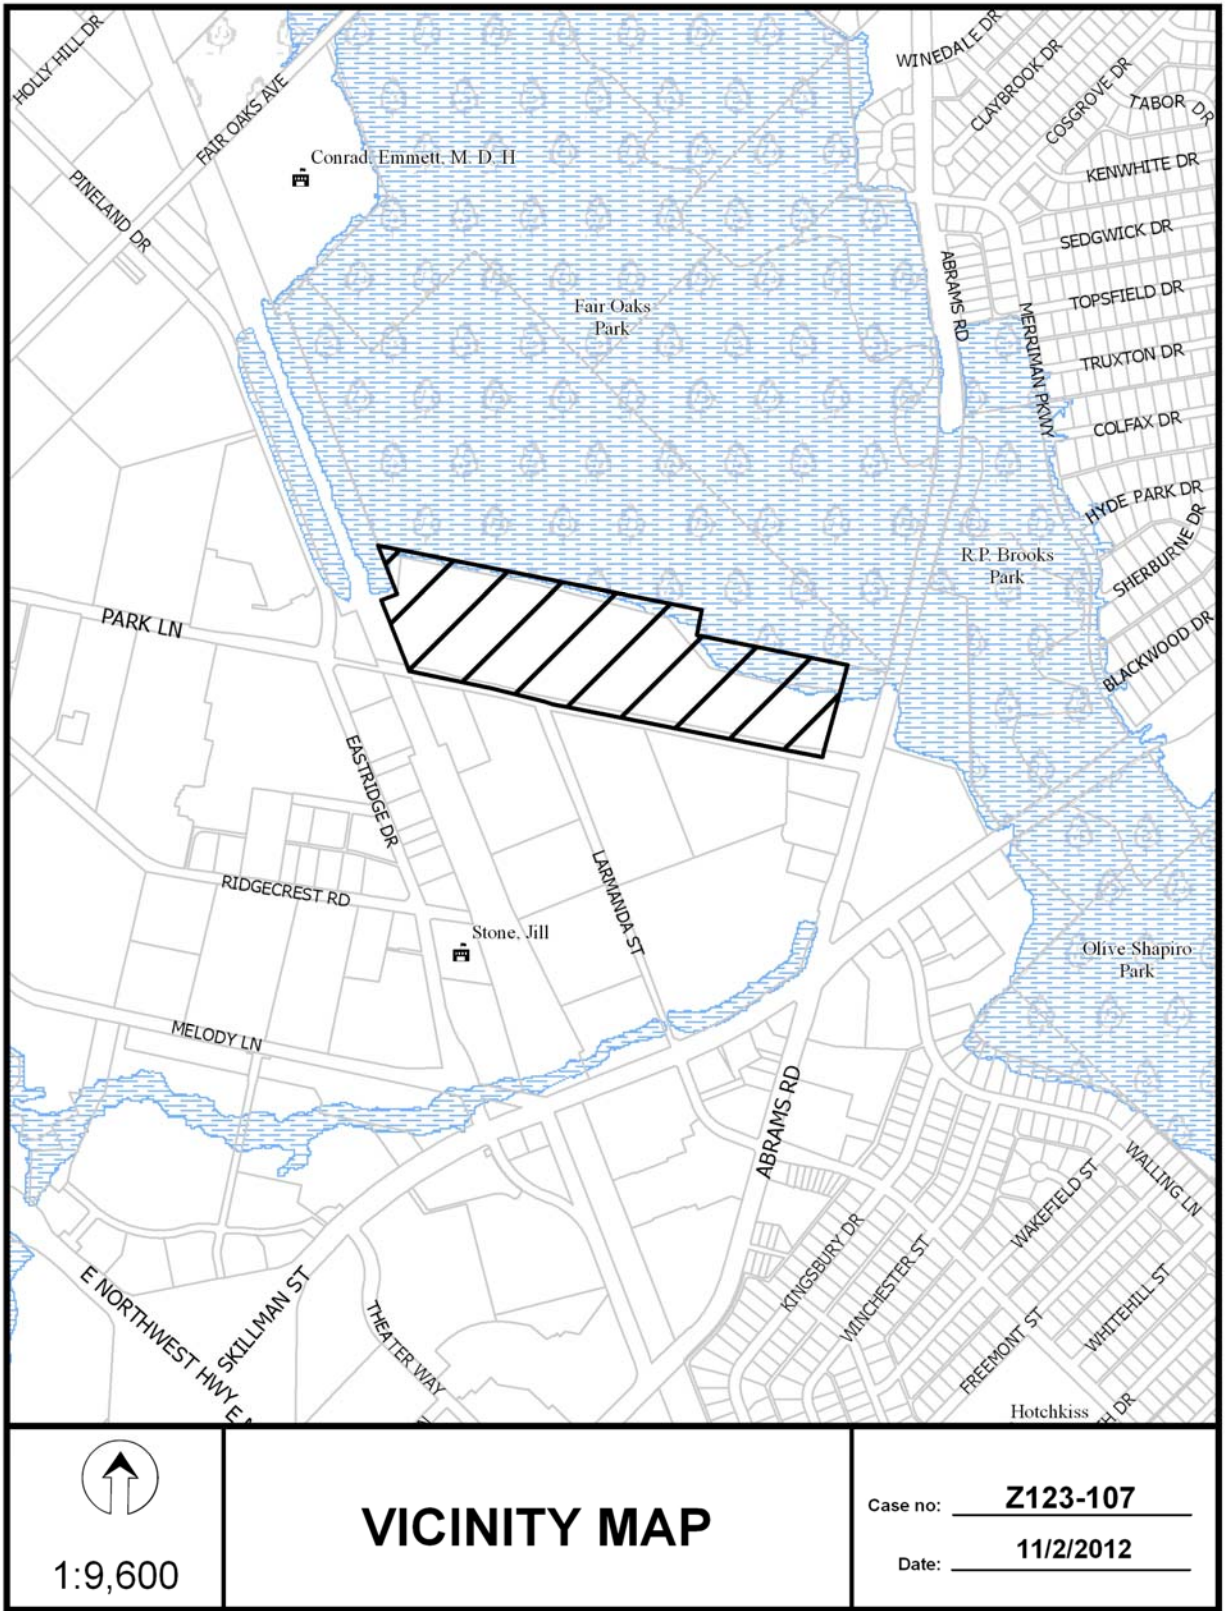 HOLLY HILL DR
FAIR OAKS AVE
PINELAND DR
Conrad, Emmett, M. D. H
WINEDALE DR
CLAYBROOK DR
COSGROVE DR
TABOR DR
KENWHITE DR
SEDGWICK DR
TOPSFIELD DR
TRUXTON DR
COLFAX DR
HYDE PARK DR
SHERBURNE DR
BLACKWOOD DR
ABRAMS RD
MERRIMAN PKWY
Fair Oaks
Park
R.P. Brooks
Park
PARK LN
EASTRIDGE DR
RIDGECREST RD
LARMANDA ST
Stone, Jill
MELODY LN
Olive Shapiro
Park
ABRAMS RD
E NORTHWEST HWY E
SKILLMAN ST
THEATER WAY
KINGSBURY DR
WINCHESTER ST
WAKEFIELD ST
WALLING LN
FREEMONT ST
WHITEHILL ST
Hotchkiss
TH DR
1:9,600
VICINITY MAP
Case no: Z123-107
Date: 11/2/2012